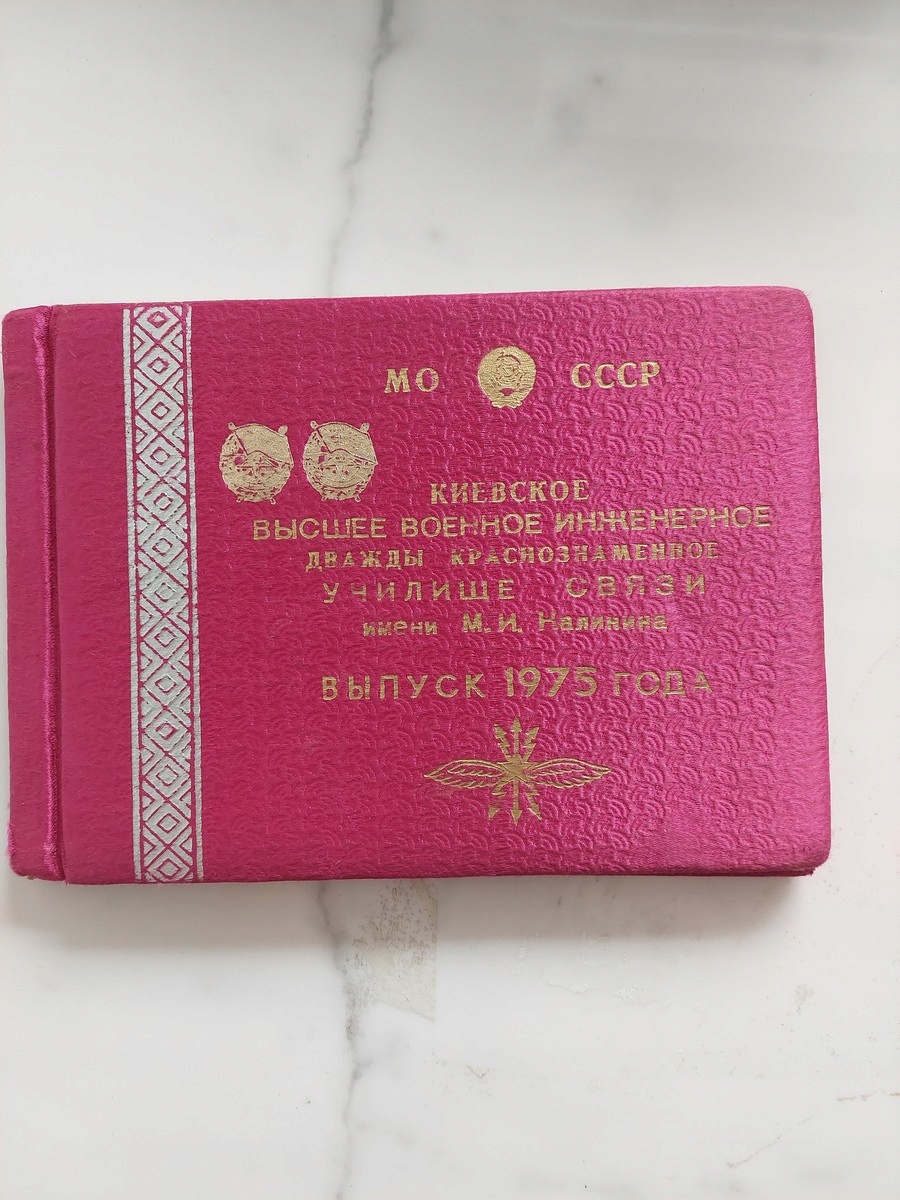 МО СССР
КИЕВСКОЕ
ВЫСШЕЕ ВОЕННОЕ ИНЖЕНЕРНОЕ
ДВАЖДЫ КРАСНОЗНАМЕННОЕ
УЧИЛИЩЕ СВЯЗИ
имени М. И. Калинина
ВЫПУСК 1975 ГОДА